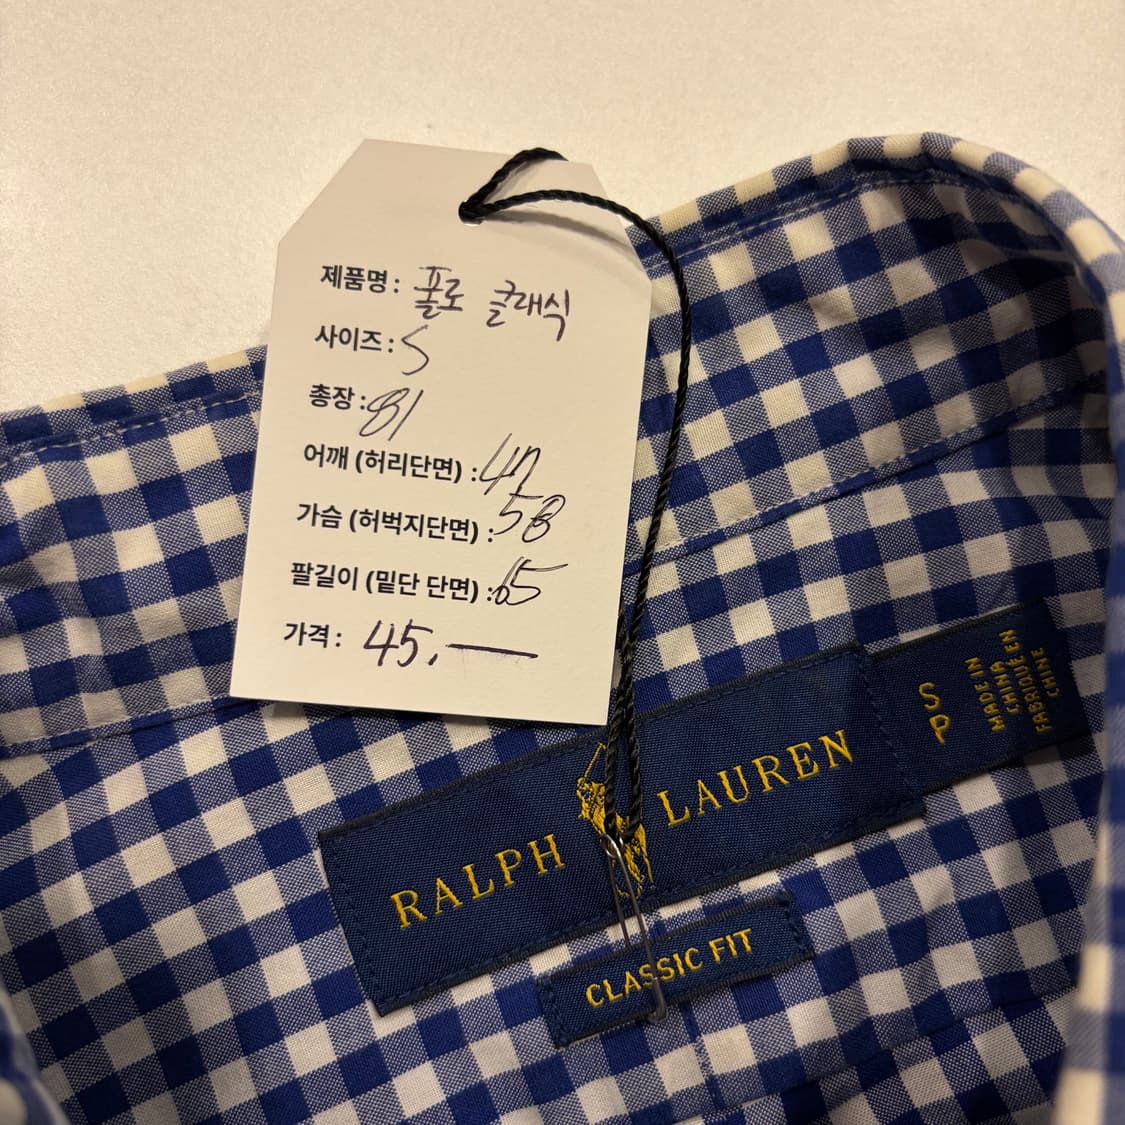 제품명 : 폴로 클래식
사이즈 : S
총장 : 81
어깨 (허리단면) : 47
가슴 (허벅지단면) : 58
팔길이 (밑단 단면) : 65
가격 : 45,—
RALPH LAUREN
S
P
MADE IN
CHINA
FABRIQUE EN
CHINE
CLASSIC FIT